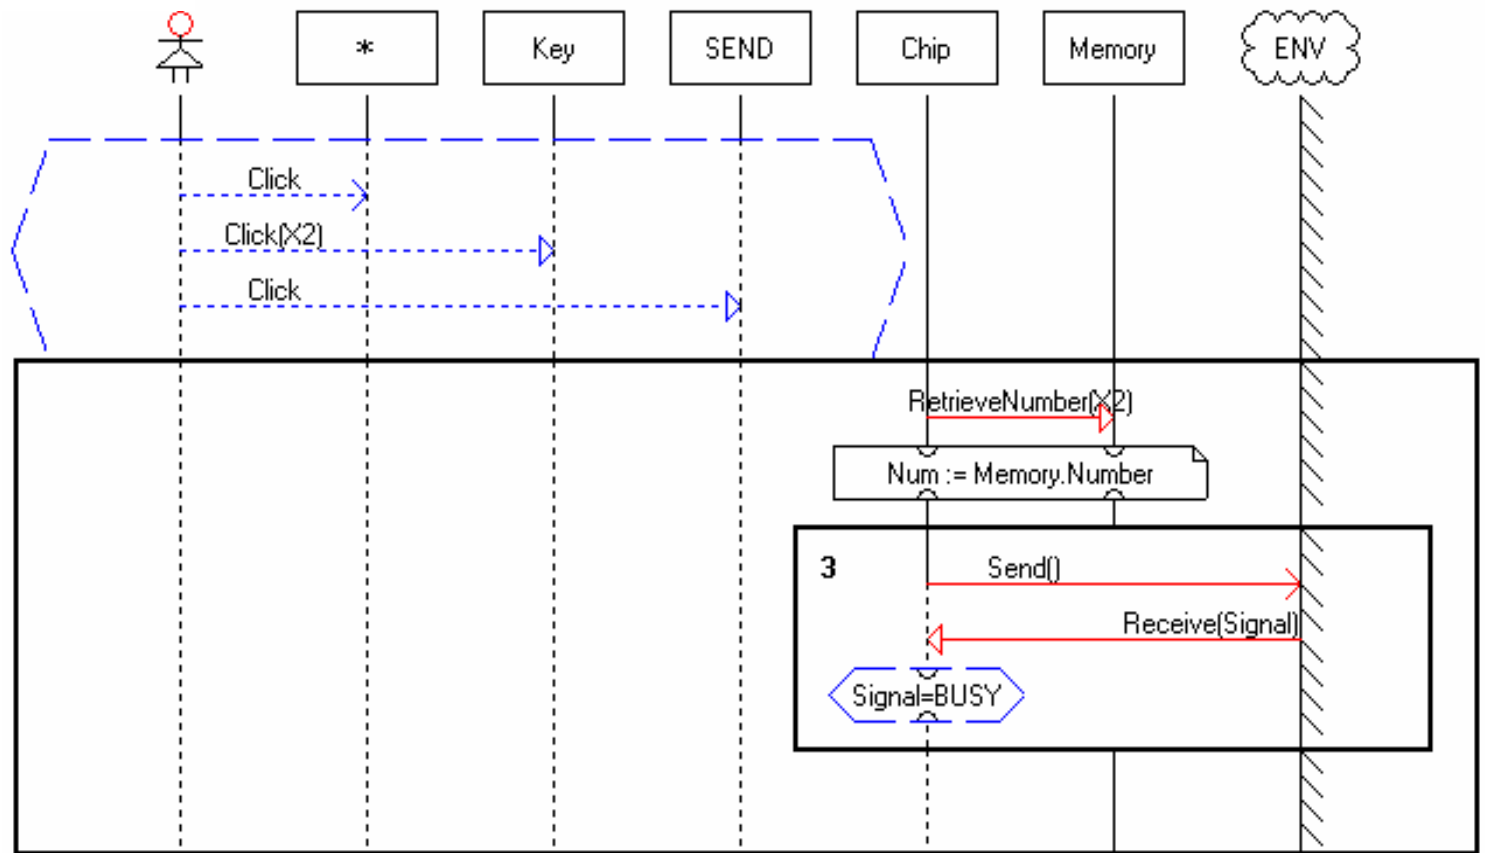 * Key SEND Chip Memory ENV
Click
Click(X2)
Click
RetrieveNumber(X2)
Num := Memory.Number
3 Send()
Receive(Signal)
Signal=BUSY